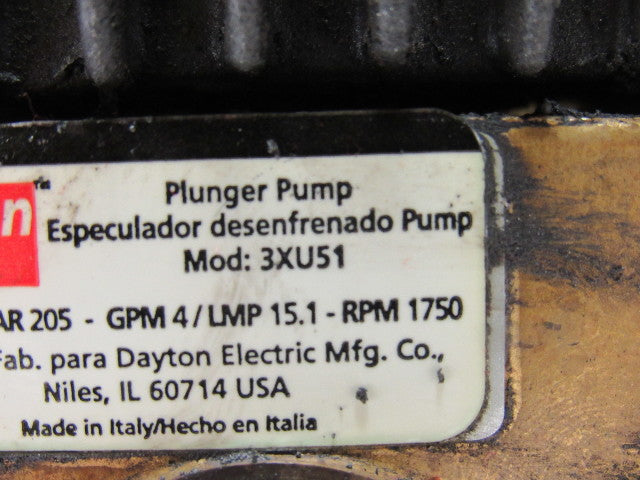 n™
Plunger Pump
Especulador desenfrenado Pump
Mod: 3XU51
AR 205 - GPM 4 / LMP 15.1 - RPM 1750
Fab. para Dayton Electric Mfg. Co.,
Niles, IL 60714 USA
Made in Italy/Hecho en Italia